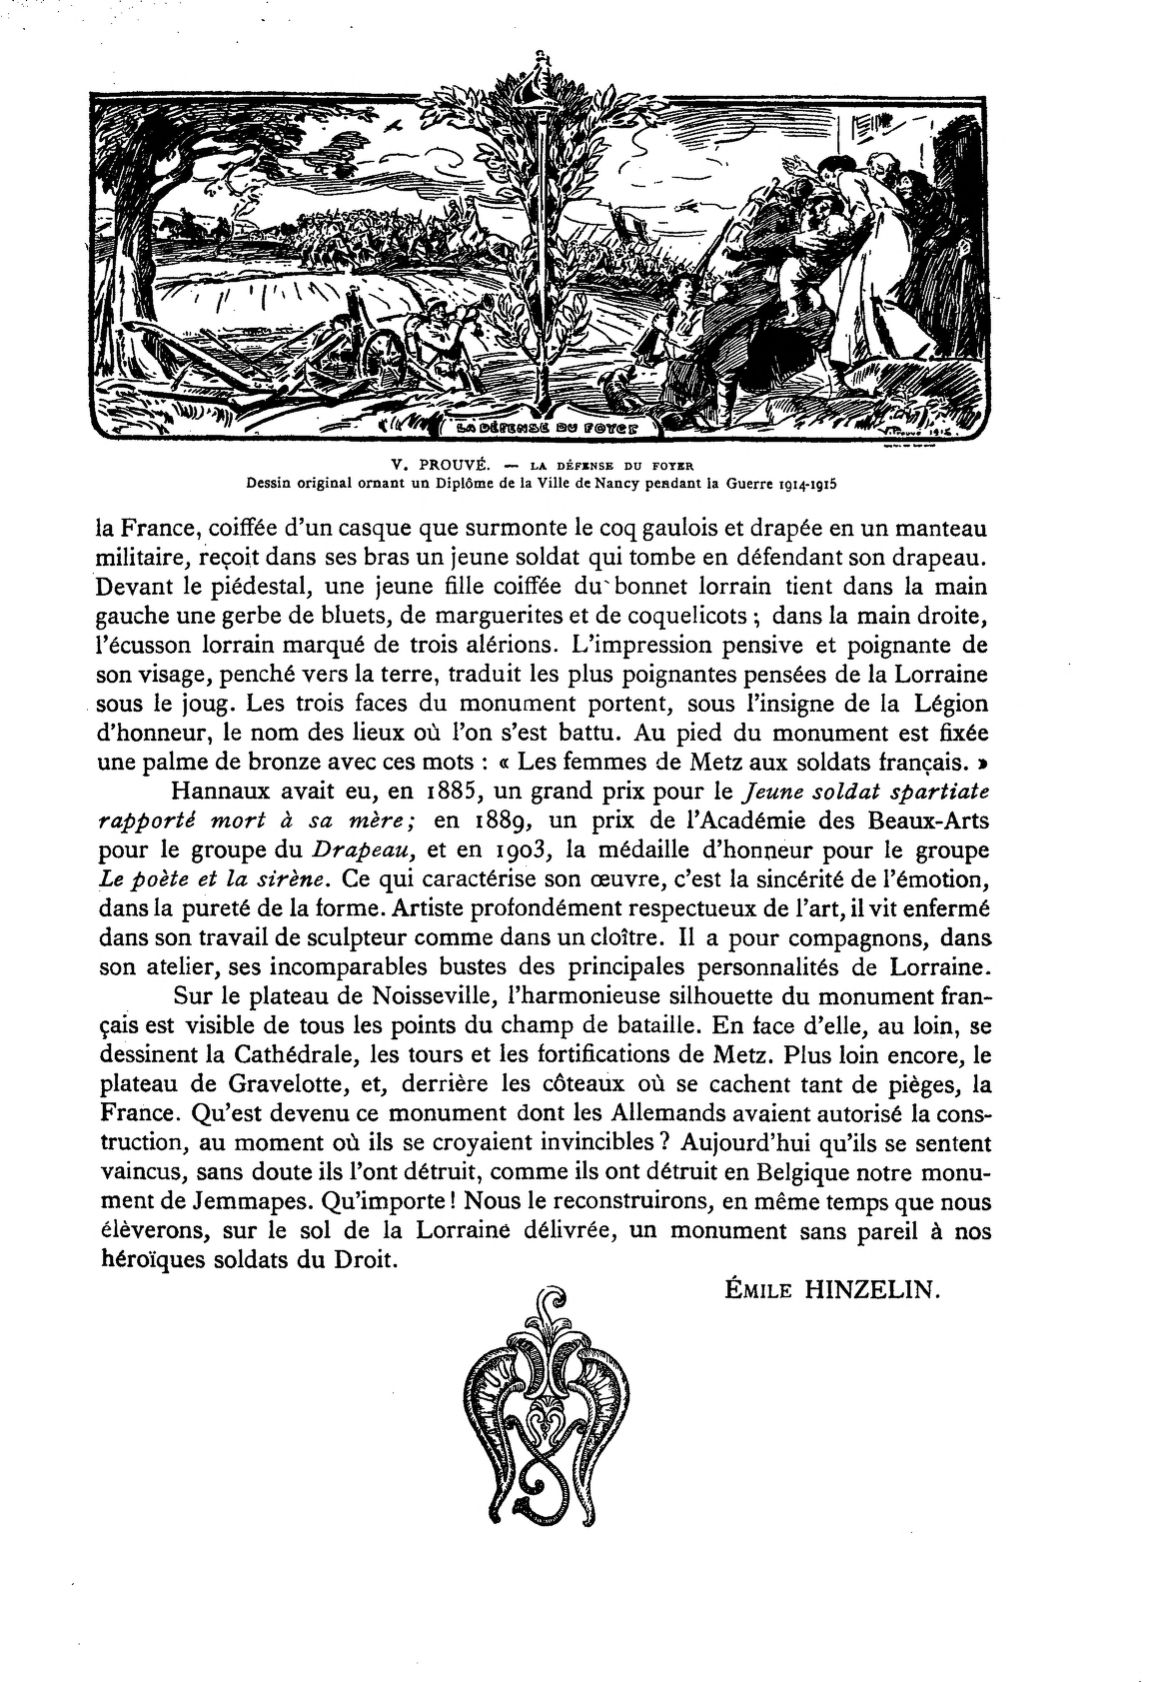 LA DÉFENSE DU FOYER
V. Prouvé 1915.
V. PROUVÉ. — LA DÉFENSE DU FOYER
Dessin original ornant un Diplôme de la Ville de Nancy pendant la Guerre 1914-1915
la France, coiffée d’un casque que surmonte le coq gaulois et drapée en un manteau
militaire, reçoit dans ses bras un jeune soldat qui tombe en défendant son drapeau.
Devant le piédestal, une jeune fille coiffée du bonnet lorrain tient dans la main
gauche une gerbe de bluets, de marguerites et de coquelicots ; dans la main droite,
l’écusson lorrain marqué de trois alérions. L’impression pensive et poignante de
son visage, penché vers la terre, traduit les plus poignantes pensées de la Lorraine
sous le joug. Les trois faces du monument portent, sous l’insigne de la Légion
d’honneur, le nom des lieux où l’on s’est battu. Au pied du monument est fixée
une palme de bronze avec ces mots : « Les femmes de Metz aux soldats français. »
Hannaux avait eu, en 1885, un grand prix pour le Jeune soldat spartiate
rapporté mort à sa mère; en 1889, un prix de l’Académie des Beaux-Arts
pour le groupe du Drapeau, et en 1903, la médaille d’honneur pour le groupe
Le poète et la sirène. Ce qui caractérise son œuvre, c’est la sincérité de l’émotion,
dans la pureté de la forme. Artiste profondément respectueux de l’art, il vit enfermé
dans son travail de sculpteur comme dans un cloître. Il a pour compagnons, dans
son atelier, ses incomparables bustes des principales personnalités de Lorraine.
Sur le plateau de Noisseville, l’harmonieuse silhouette du monument fran-
çais est visible de tous les points du champ de bataille. En face d’elle, au loin, se
dessinent la Cathédrale, les tours et les fortifications de Metz. Plus loin encore, le
plateau de Gravelotte, et, derrière les côteaux où se cachent tant de pièges, la
France. Qu’est devenu ce monument dont les Allemands avaient autorisé la cons-
truction, au moment où ils se croyaient invincibles ? Aujourd’hui qu’ils se sentent
vaincus, sans doute ils l’ont détruit, comme ils ont détruit en Belgique notre monu-
ment de Jemmapes. Qu’importe ! Nous le reconstruirons, en même temps que nous
élèverons, sur le sol de la Lorraine délivrée, un monument sans pareil à nos
héroïques soldats du Droit.
ÉMILE HINZELIN.